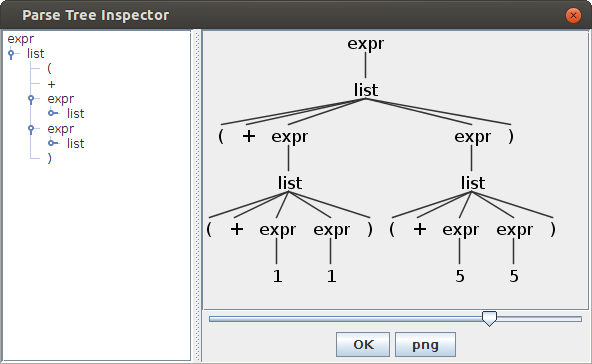 Parse Tree Inspector
expr
list
(
+
expr
list
expr
list
)
expr
list
( + expr expr )
list list
( + expr expr ) ( + expr expr )
1 1 5 5
OK png